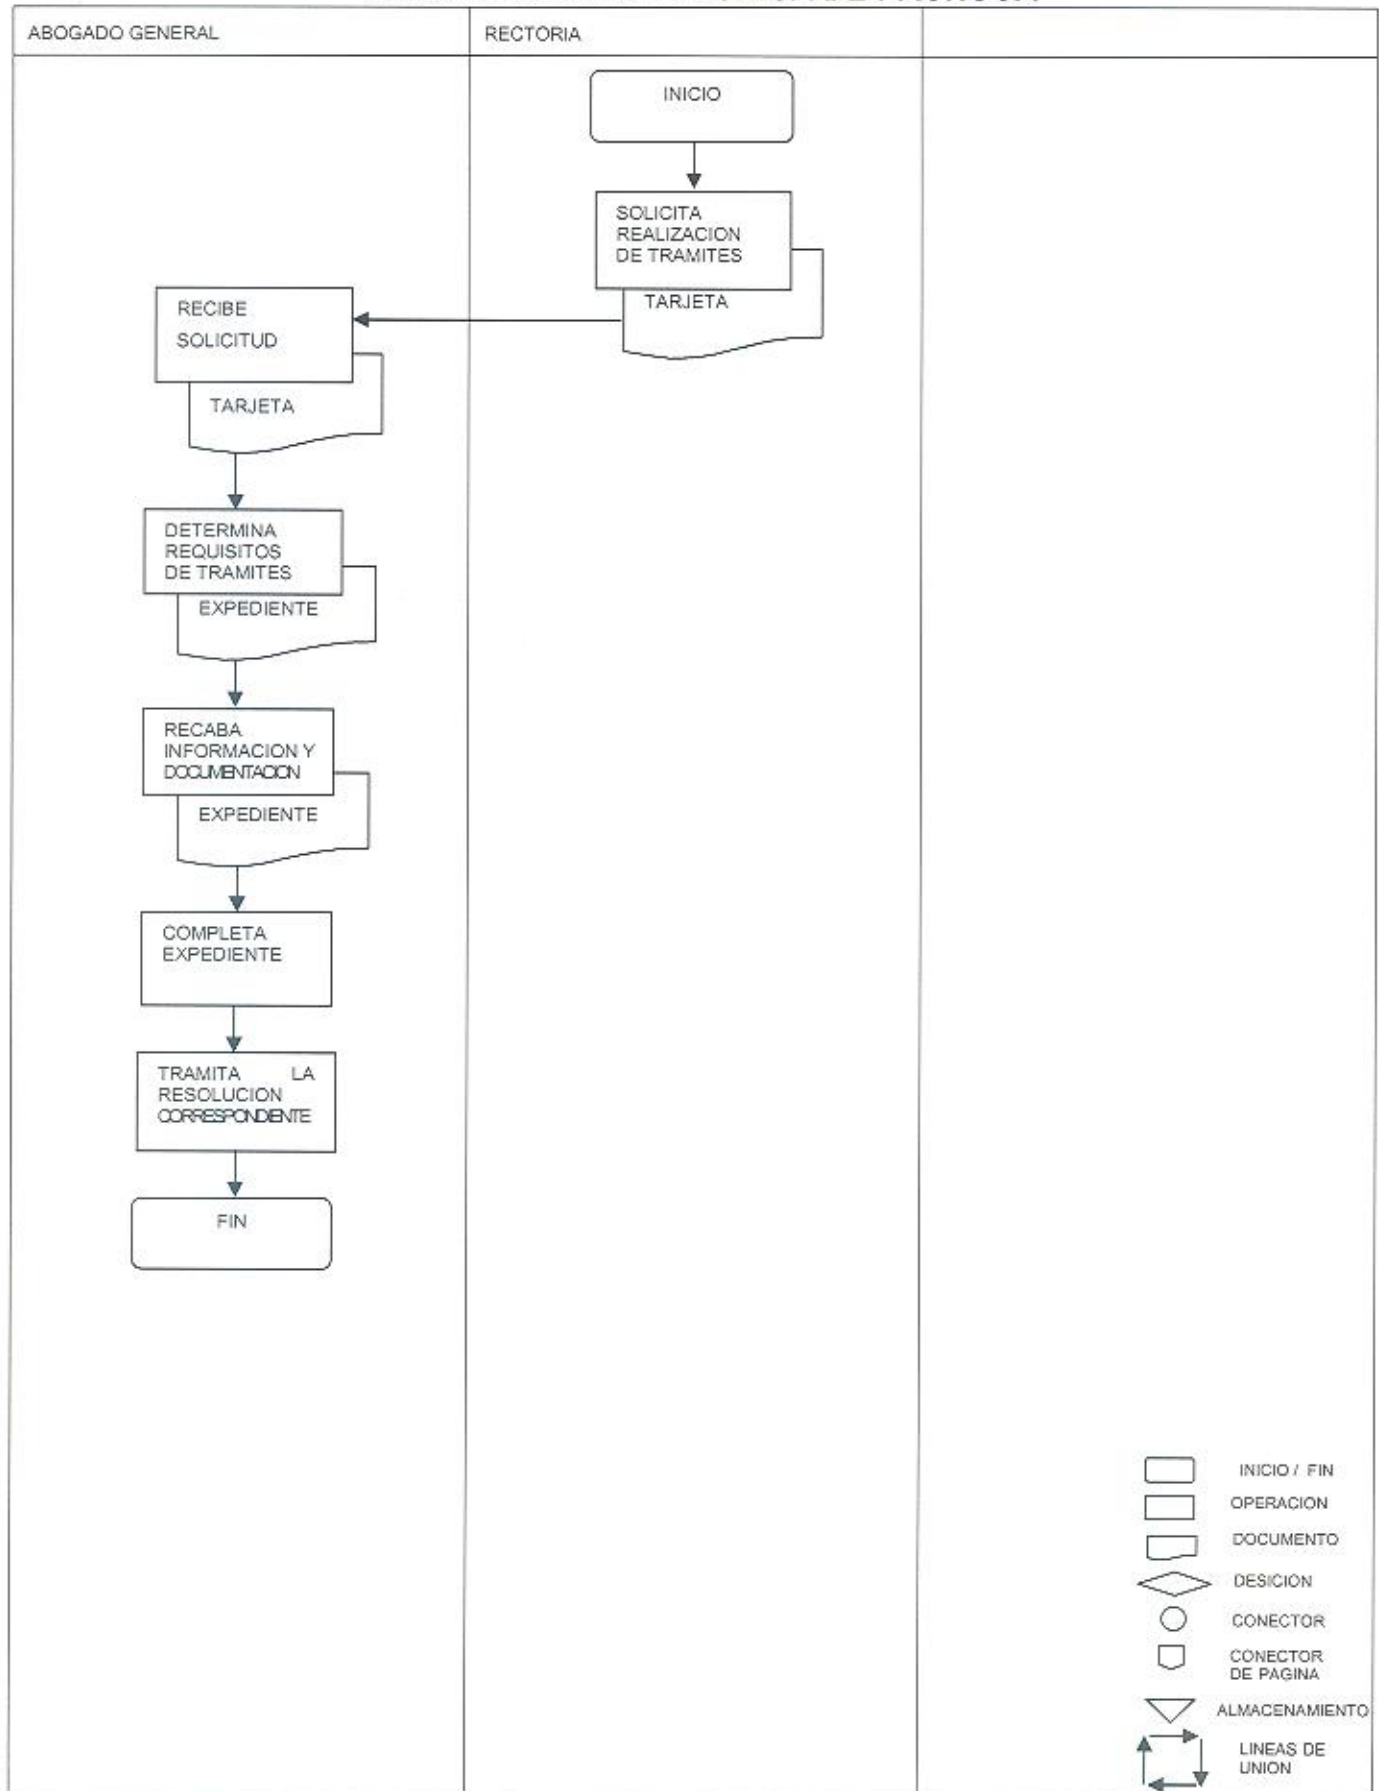 ABOGADO GENERAL
RECTORIA
INICIO
SOLICITA
REALIZACION
DE TRAMITES
TARJETA
RECIBE
SOLICITUD
TARJETA
DETERMINA
REQUISITOS
DE TRAMITES
EXPEDIENTE
RECABA
INFORMACION Y
DOCUMENTACION
EXPEDIENTE
COMPLETA
EXPEDIENTE
TRAMITA LA
RESOLUCION
CORRESPONDIENTE
FIN
INICIO / FIN
OPERACION
DOCUMENTO
DESICION
CONECTOR
CONECTOR
DE PAGINA
ALMACENAMIENTO
LINEAS DE
UNION